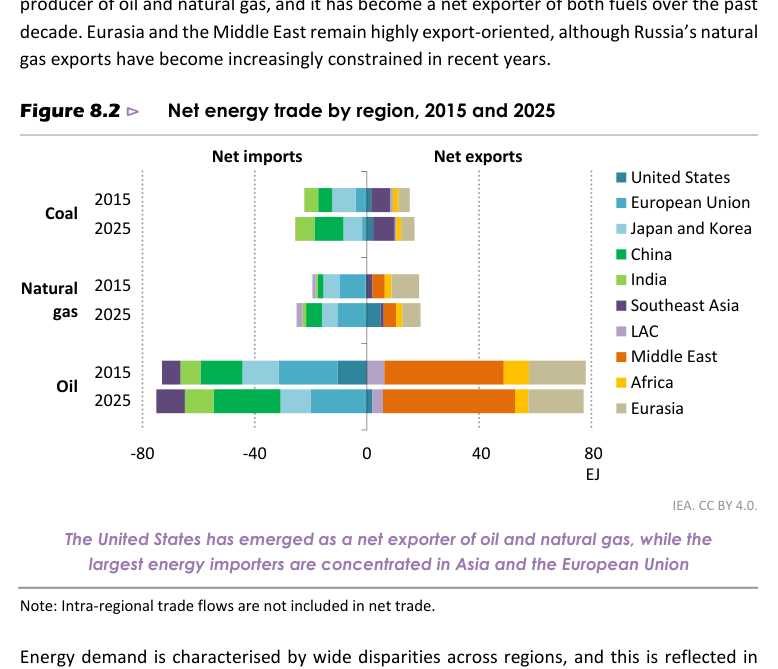 producer of oil and natural gas, and it has become a net exporter of both fuels over the past
decade. Eurasia and the Middle East remain highly export-oriented, although Russia’s natural
gas exports have become increasingly constrained in recent years.
Figure 8.2 ⊳ Net energy trade by region, 2015 and 2025
Net imports
Net exports
Coal
2015
2025
Natural
gas
2015
2025
Oil
2015
2025
-80
-40
0
40
80
EJ
United States
European Union
Japan and Korea
China
India
Southeast Asia
LAC
Middle East
Africa
Eurasia
IEA. CC BY 4.0.
The United States has emerged as a net exporter of oil and natural gas, while the
largest energy importers are concentrated in Asia and the European Union
Note: Intra-regional trade flows are not included in net trade.
Energy demand is characterised by wide disparities across regions, and this is reflected in